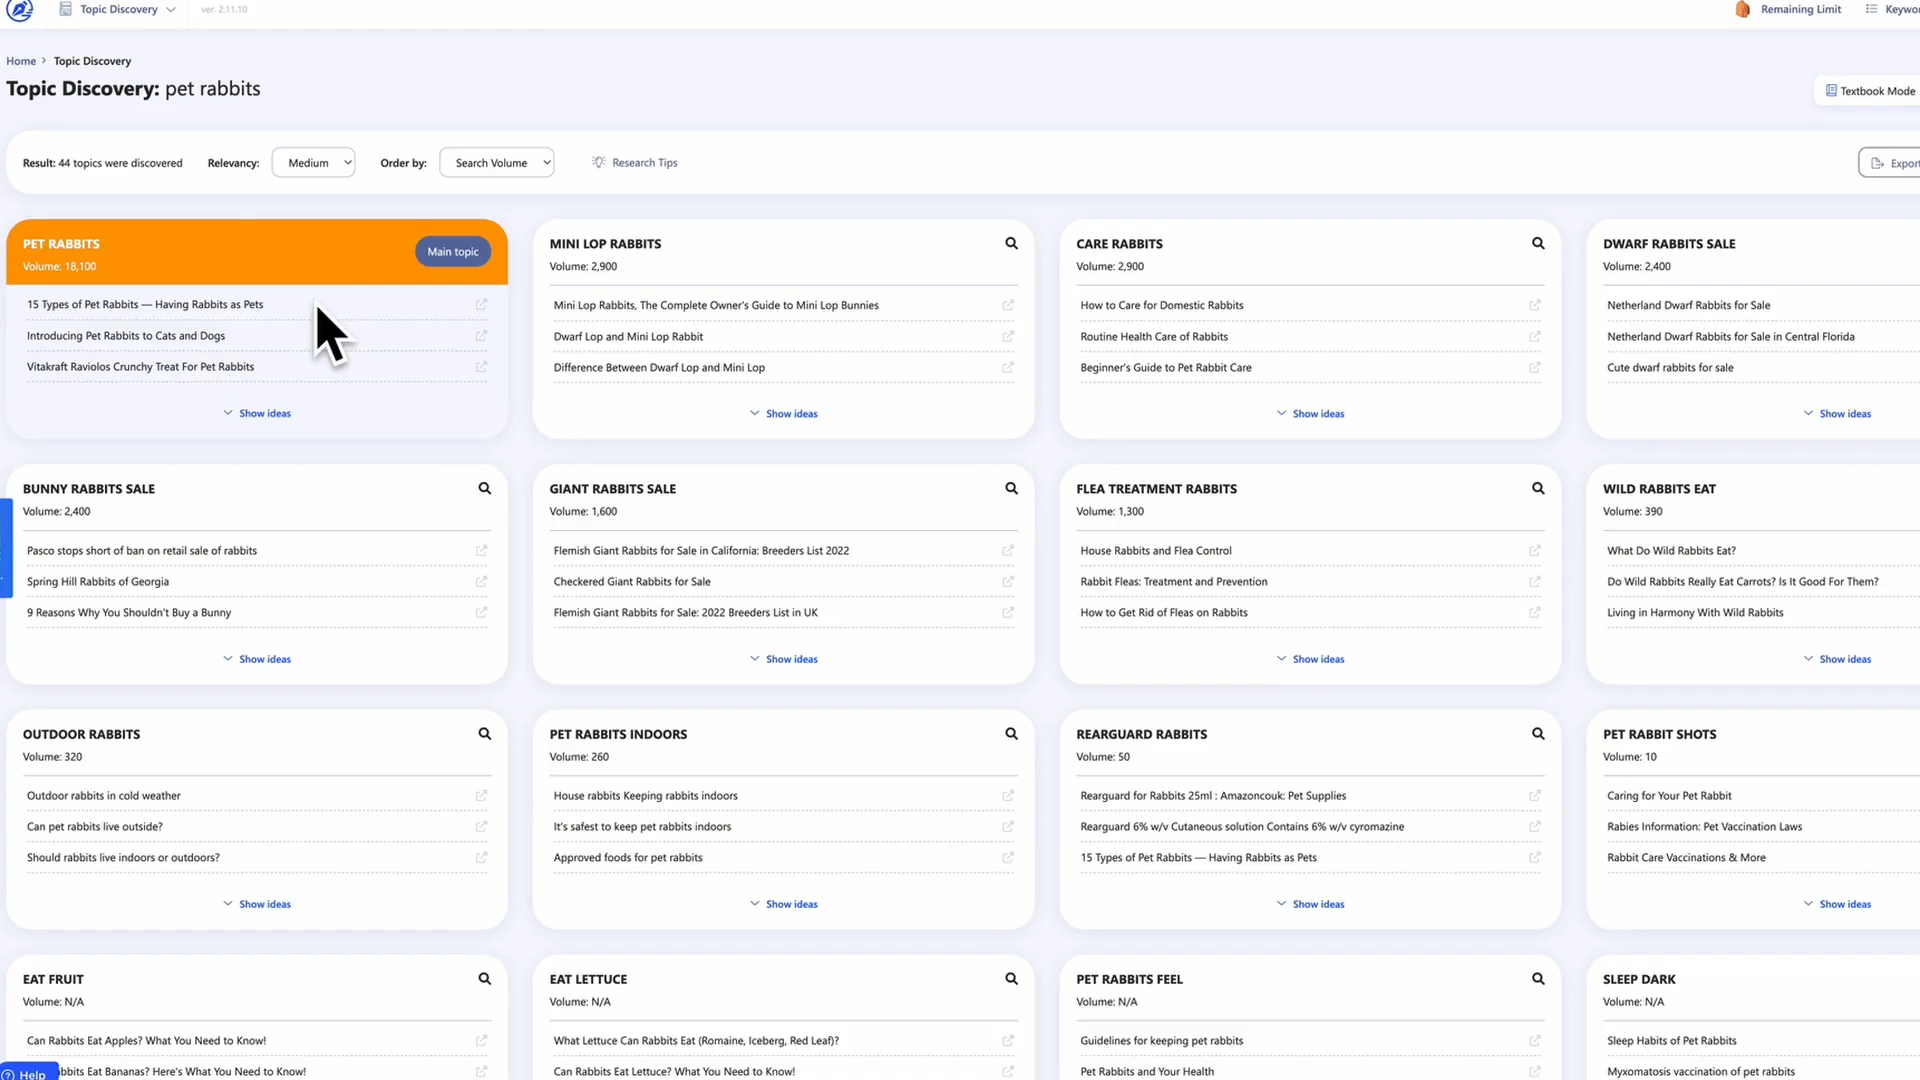 Topic Discovery
ver. 2.11.10
Remaining Limit
Home > Topic Discovery
Topic Discovery: pet rabbits
Textbook Mode
Result: 44 topics were discovered
Relevancy:
Medium
Order by:
Search Volume
Research Tips
Export
PET RABBITS
Volume: 18,100
Main topic
15 Types of Pet Rabbits — Having Rabbits as Pets
Introducing Pet Rabbits to Cats and Dogs
Vitakraft Raviolos Crunchy Treat For Pet Rabbits
Show ideas
MINI LOP RABBITS
Volume: 2,900
Mini Lop Rabbits, The Complete Owner's Guide to Mini Lop Bunnies
Dwarf Lop and Mini Lop Rabbit
Difference Between Dwarf Lop and Mini Lop
Show ideas
CARE RABBITS
Volume: 2,900
How to Care for Domestic Rabbits
Routine Health Care of Rabbits
Beginner's Guide to Pet Rabbit Care
Show ideas
DWARF RABBITS SALE
Volume: 2,400
Netherland Dwarf Rabbits for Sale
Netherland Dwarf Rabbits for Sale in Central Florida
Cute dwarf rabbits for sale
Show ideas
BUNNY RABBITS SALE
Volume: 2,400
Pasco stops short of ban on retail sale of rabbits
Spring Hill Rabbits of Georgia
9 Reasons Why You Shouldn't Buy a Bunny
Show ideas
GIANT RABBITS SALE
Volume: 1,600
Flemish Giant Rabbits for Sale in California: Breeders List 2022
Checkered Giant Rabbits for Sale
Flemish Giant Rabbits for Sale: 2022 Breeders List in UK
Show ideas
FLEA TREATMENT RABBITS
Volume: 1,300
House Rabbits and Flea Control
Rabbit Fleas: Treatment and Prevention
How to Get Rid of Fleas on Rabbits
Show ideas
WILD RABBITS EAT
Volume: 390
What Do Wild Rabbits Eat?
Do Wild Rabbits Really Eat Carrots? Is It Good For Them?
Living in Harmony With Wild Rabbits
Show ideas
OUTDOOR RABBITS
Volume: 320
Outdoor rabbits in cold weather
Can pet rabbits live outside?
Should rabbits live indoors or outdoors?
Show ideas
PET RABBITS INDOORS
Volume: 260
House rabbits Keeping rabbits indoors
It's safest to keep pet rabbits indoors
Approved foods for pet rabbits
Show ideas
REARGUARD RABBITS
Volume: 50
Rearguard for Rabbits 25ml : Amazoncouk: Pet Supplies
Rearguard 6% w/v Cutaneous solution Contains 6% w/v cyromazine
15 Types of Pet Rabbits — Having Rabbits as Pets
Show ideas
PET RABBIT SHOTS
Volume: 10
Caring for Your Pet Rabbit
Rabies Information: Pet Vaccination Laws
Rabbit Care Vaccinations & More
Show ideas
EAT FRUIT
Volume: N/A
Can Rabbits Eat Apples? What You Need to Know!
bbits Eat Bananas? Here's What You Need to Know!
EAT LETTUCE
Volume: N/A
What Lettuce Can Rabbits Eat (Romaine, Iceberg, Red Leaf)?
Can Rabbits Eat Lettuce? What You Need to Know!
PET RABBITS FEEL
Volume: N/A
Guidelines for keeping pet rabbits
Pet Rabbits and Your Health
SLEEP DARK
Volume: N/A
Sleep Habits of Pet Rabbits
Myxomatosis vaccination of pet rabbits
Help